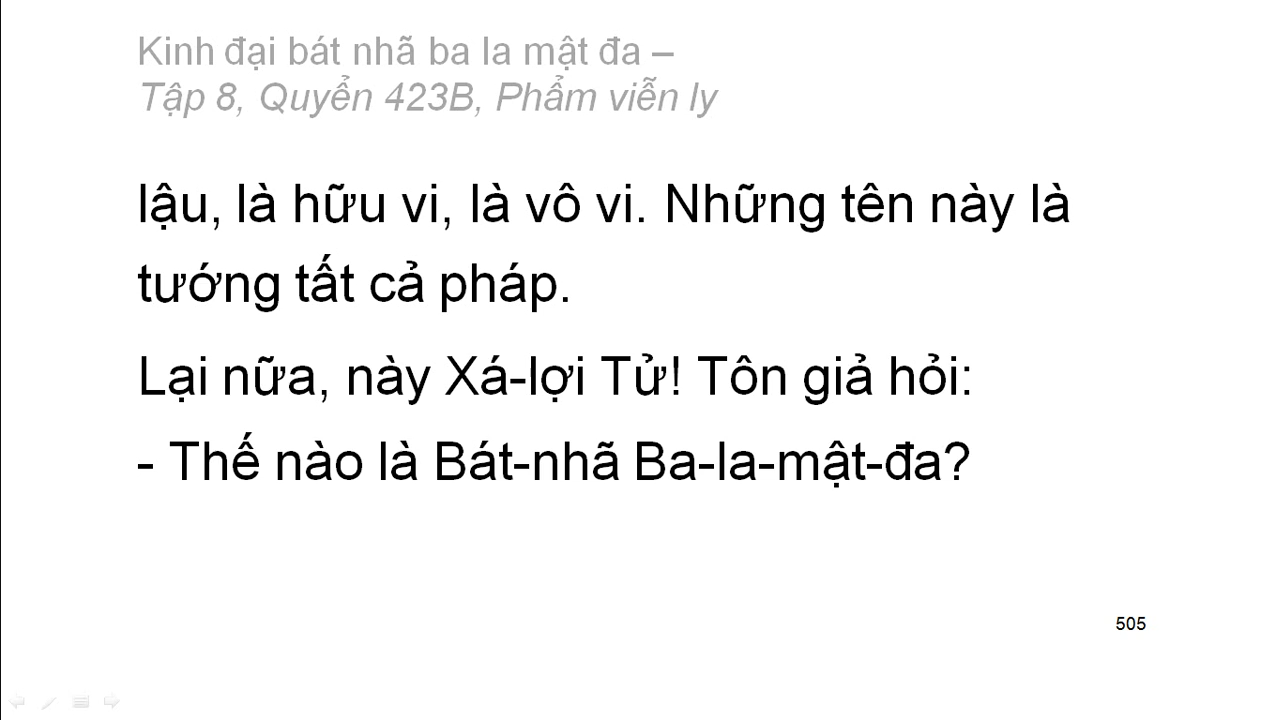 Kinh đại bát nhã ba la mật đa –
Tập 8, Quyển 423B, Phẩm viễn ly
lậu, là hữu vi, là vô vi. Những tên này là
tướng tất cả pháp.
Lại nữa, này Xá-lợi Tử! Tôn giả hỏi:
- Thế nào là Bát-nhã Ba-la-mật-đa?
505